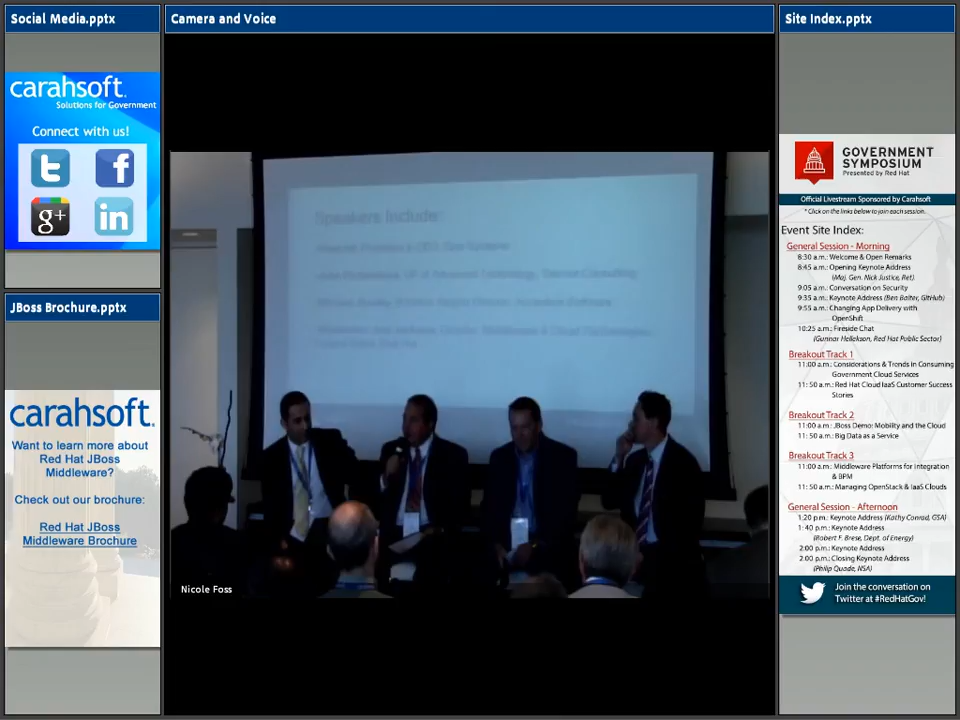 Social Media.pptx
carahsoft.
Solutions for Government
Connect with us!
t
f
g+
in
JBoss Brochure.pptx
carahsoft.
Want to learn more about
Red Hat JBoss
Middleware?
Check out our brochure:
Red Hat JBoss
Middleware Brochure
Camera and Voice
Speakers Include:
Nicole Foss
Site Index.pptx
GOVERNMENT
SYMPOSIUM
Presented by Red Hat
Official Livestream Sponsored by Carahsoft
* Click on the links below to join each session.
Event Site Index:
General Session - Morning
8:30 a.m.: Welcome & Open Remarks
8:45 a.m.: Opening Keynote Address
(Maj. Gen. Nick Justice, Ret)
9:05 a.m.: Conversation on Security
9:35 a.m.: Keynote Address (Ben Balter, GitHub)
9:55 a.m.: Changing App Delivery with
OpenShift
10:25 a.m.: Fireside Chat
(Gunnar Hellekson, Red Hat Public Sector)
Breakout Track 1
11:00 a.m.: Considerations & Trends in Consuming
Government Cloud Services
11: 50 a.m.: Red Hat Cloud IaaS Customer Success
Stories
Breakout Track 2
11:00 a.m.: JBoss Demo: Mobility and the Cloud
11: 50 a.m.: Big Data as a Service
Breakout Track 3
11:00 a.m.: Middleware Platforms for Integration
& BPM
11: 50 a.m.: Managing OpenStack & IaaS Clouds
General Session - Afternoon
1:20 p.m.: Keynote Address (Kathy Conrad, GSA)
1: 40 p.m.: Keynote Address
(Robert F. Brese, Dept. of Energy)
2:00 p.m.: Keynote Address
2:00 p.m.: Closing Keynote Address
(Philip Quade, NSA)
Join the conversation on
Twitter at #RedHatGov!